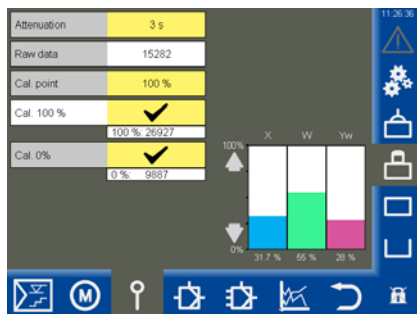 11:26:36
Attenuation 3 s
Raw data 15282
Cal. point 100 %
Cal. 100 %
100 %: 26927
Cal. 0%
0 %: 9887
X W Yw
100%
0%
31.7 % 55 % 28 %
M